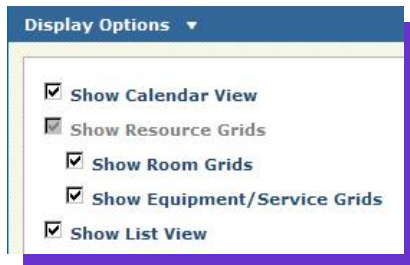 Display Options
Show Calendar View
Show Resource Grids
Show Room Grids
Show Equipment/Service Grids
Show List View